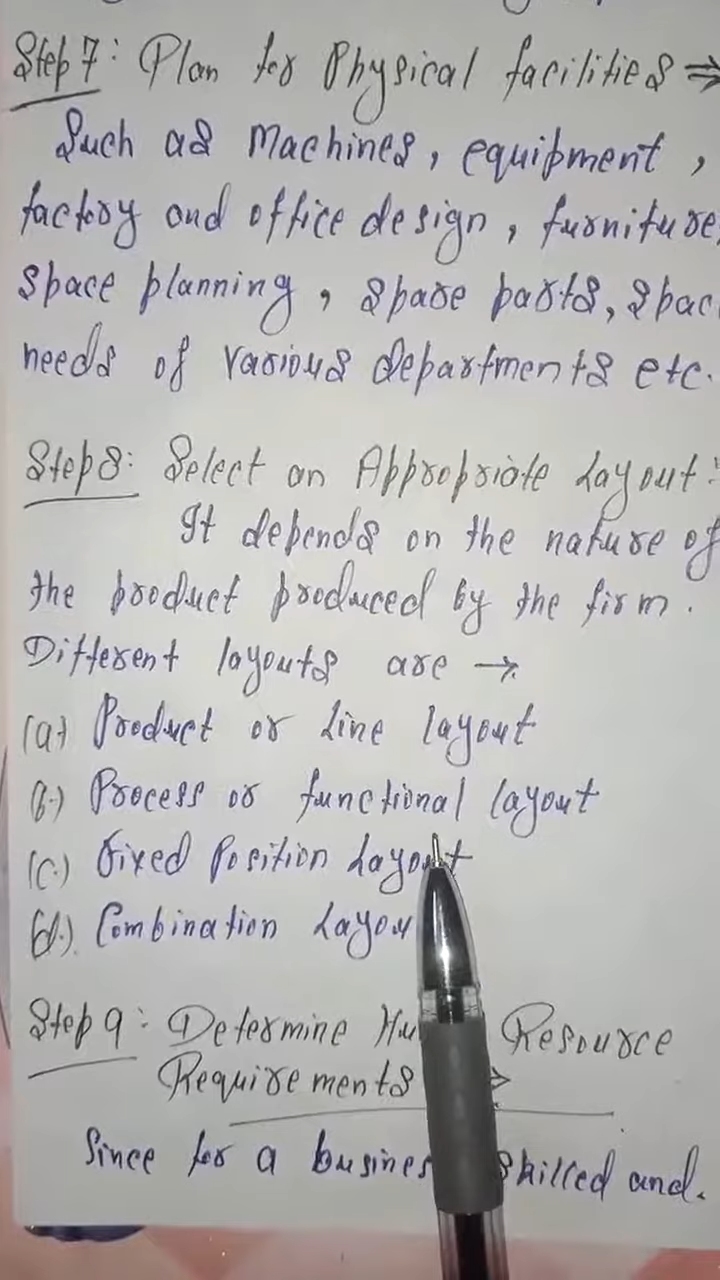 Step 7: Plan for Physical facilities ⇒
Such as Machines, equipment,
factory and office design, furniture,
space planning, spare parts, spac
needs of various departments etc.
Step 8: Select an Appropriate Layout:
It depends on the nature of
the product produced by the firm.
Different layouts are →
(a) Product or Line layout
(b.) Process or functional layout
(c.) Fixed Position Layout
(d.) Combination Layou
Step 9: Determine Hu Resource
Requirements ⇒
Since for a busines skilled and.